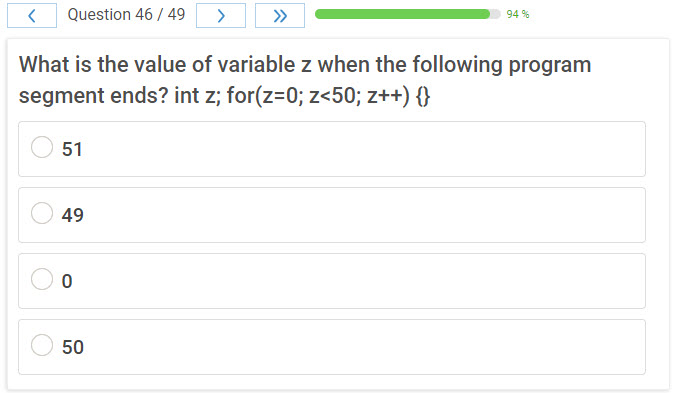 Question 46 / 49
94 %
What is the value of variable z when the following program
segment ends? int z; for(z=0; z<50; z++) {}
51
49
0
50